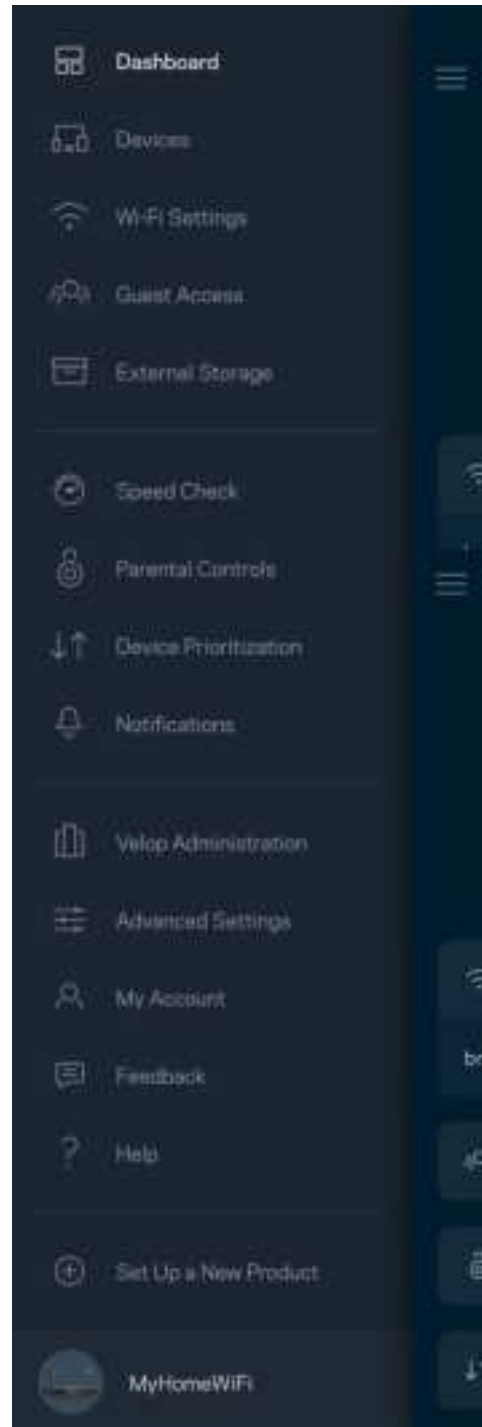 Dashboard
Devices
Wi-Fi Settings
Guest Access
External Storage
Speed Check
Parental Controls
Device Prioritization
Notifications
Velop Administration
Advanced Settings
My Account
Feedback
Help
Set Up a New Product
MyHomeWiFi